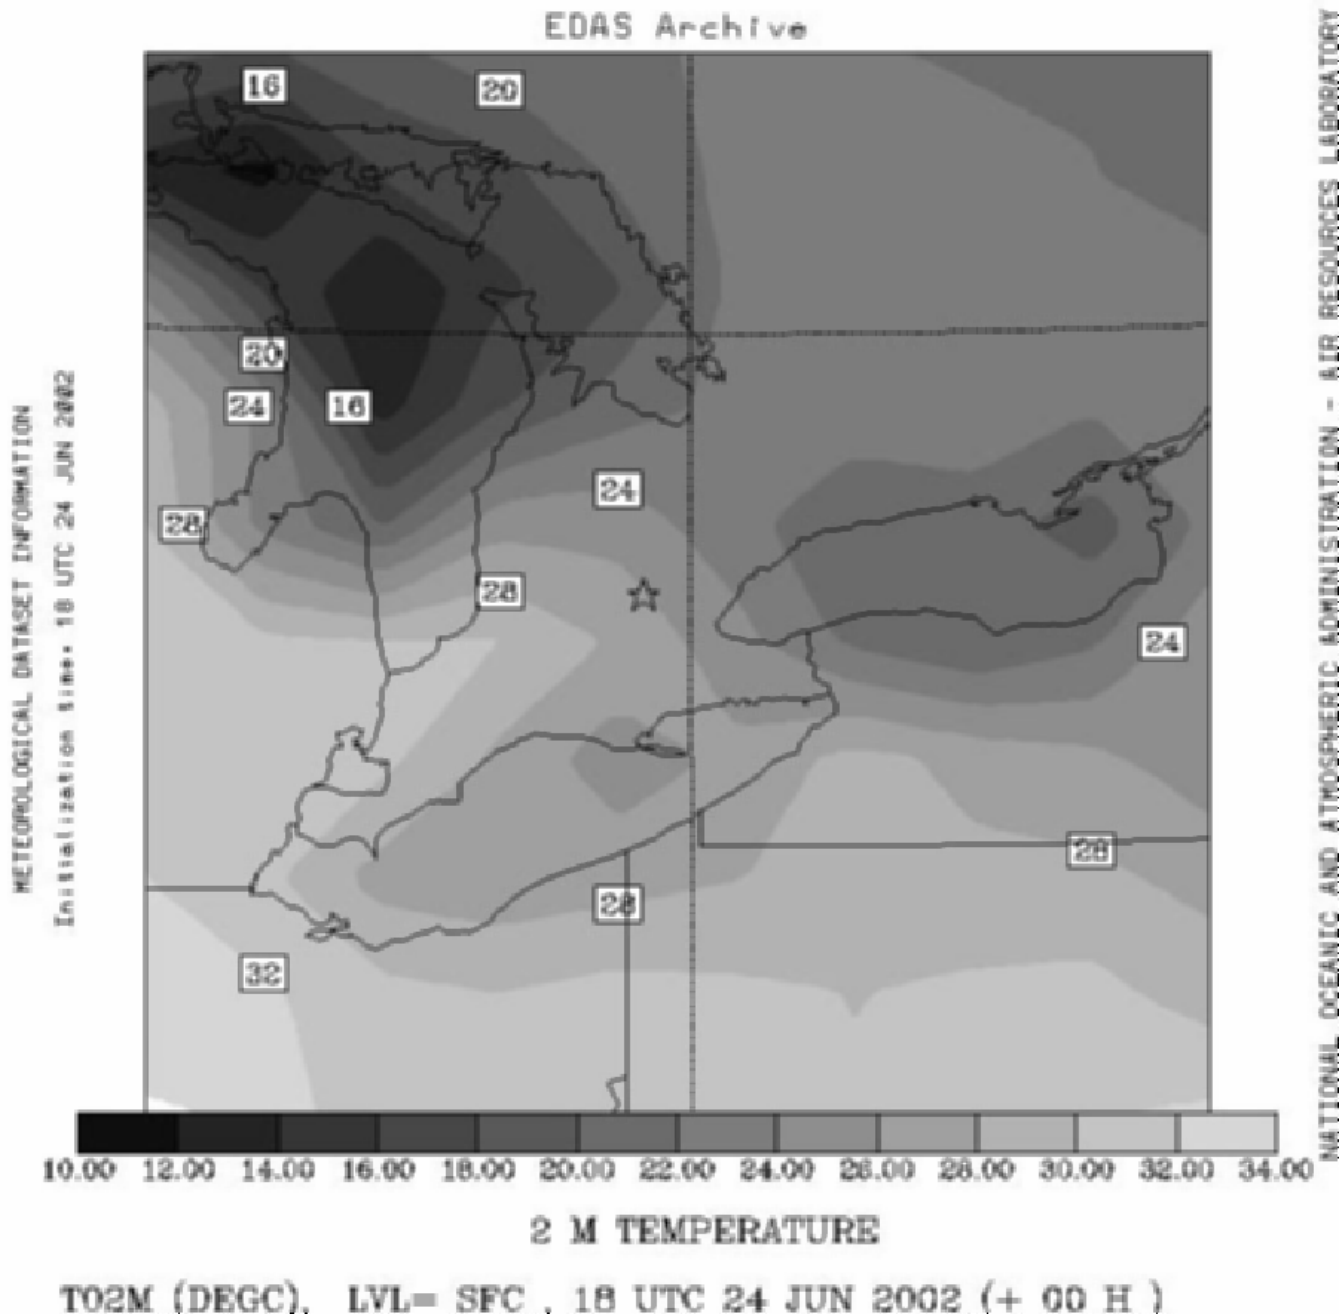 EDAS Archive
16
20
20
24
16
24
28
28
24
28
28
32
10.00 12.00 14.00 16.00 18.00 20.00 22.00 24.00 26.00 28.00 30.00 32.00 34.00
2 M TEMPERATURE
T02M (DEGC), LVL= SFC , 18 UTC 24 JUN 2002 (+ 00 H )
METEOROLOGICAL DATASET INFORMATION
Initialization time: 18 UTC 24 JUN 2002
NATIONAL OCEANIC AND ATMOSPHERIC ADMINISTRATION - AIR RESOURCES LABORATORY